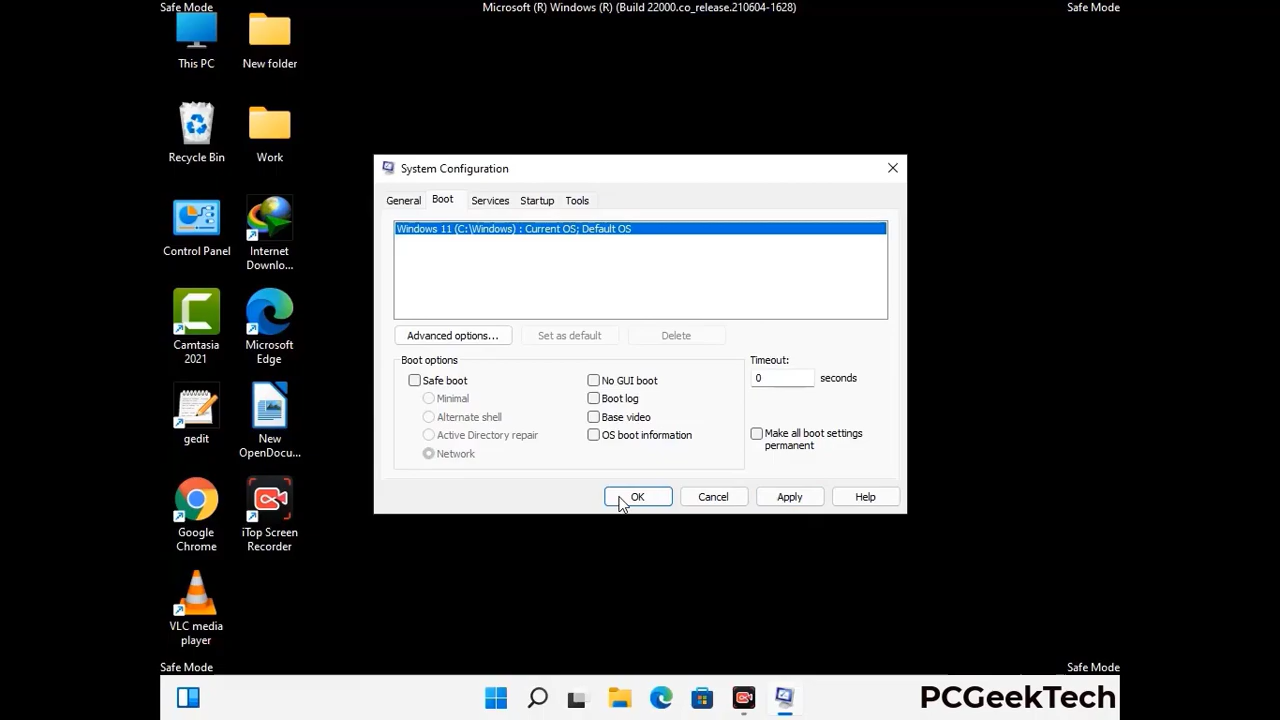 Safe Mode
Microsoft (R) Windows (R) (Build 22000.co_release.210604-1628)
Safe Mode
This PC
New folder
Recycle Bin
Work
Control Panel
Internet
Downlo...
Camtasia
2021
Microsoft
Edge
gedit
New
OpenDocu...
Google
Chrome
iTop Screen
Recorder
VLC media
player
System Configuration
General
Boot
Services
Startup
Tools
Windows 11 (C:\Windows) : Current OS; Default OS
Advanced options...
Set as default
Delete
Boot options
Safe boot
Minimal
Alternate shell
Active Directory repair
Network
No GUI boot
Boot log
Base video
OS boot information
Timeout:
0 seconds
Make all boot settings
permanent
OK
Cancel
Apply
Help
Safe Mode
Safe Mode
PCGeekTech